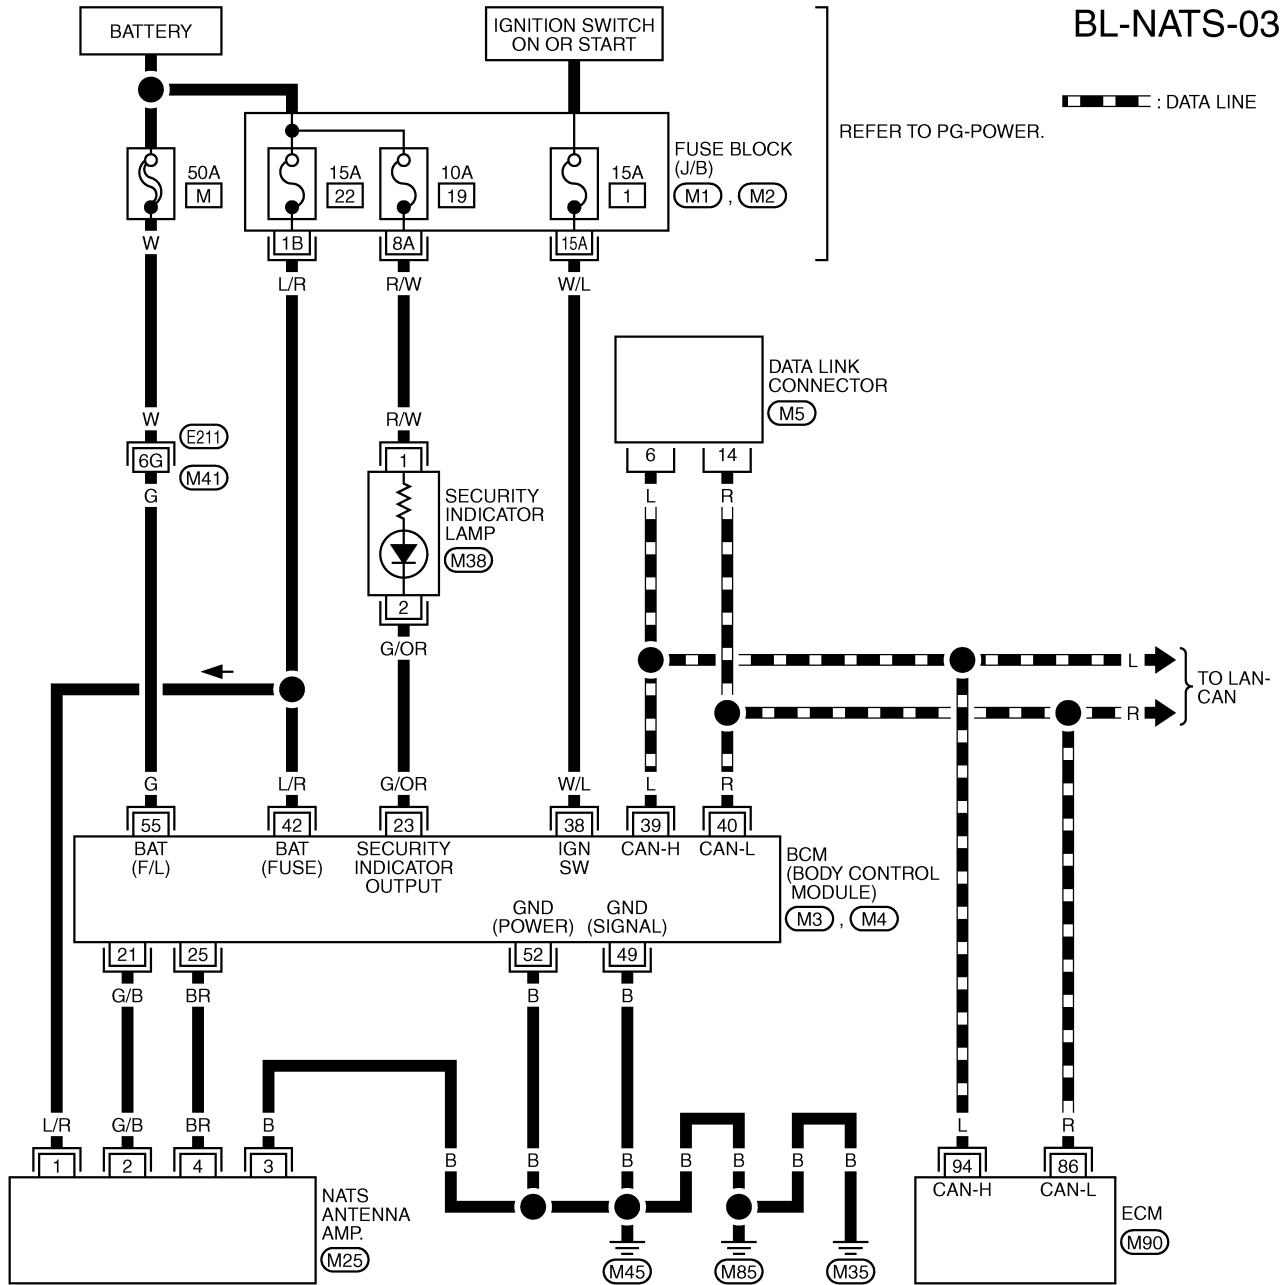 BL-NATS-03
BATTERY
IGNITION SWITCH
ON OR START
: DATA LINE
REFER TO PG-POWER.
FUSE BLOCK
(J/B)
M1 , M2
50A
M
15A
22
10A
19
15A
1
W
1B
8A
15A
L/R
R/W
W/L
DATA LINK
CONNECTOR
M5
W
R/W
E211
6G
M41
1
6
14
G
L
R
SECURITY
INDICATOR
LAMP
M38
2
G/OR
L
R
TO LAN-
CAN
G
L/R
G/OR
W/L
L
R
55
42
23
38
39
40
BAT
(F/L)
BAT
(FUSE)
SECURITY
INDICATOR
OUTPUT
IGN
SW
CAN-H
CAN-L
BCM
(BODY CONTROL
MODULE)
M3 , M4
GND
(POWER)
GND
(SIGNAL)
21
25
52
49
G/B
BR
B
B
L/R
G/B
BR
B
L
R
B
B
B
B
B
B
B
1
2
4
3
94
86
CAN-H
CAN-L
NATS
ANTENNA
AMP.
M25
M45
M85
M35
ECM
M90